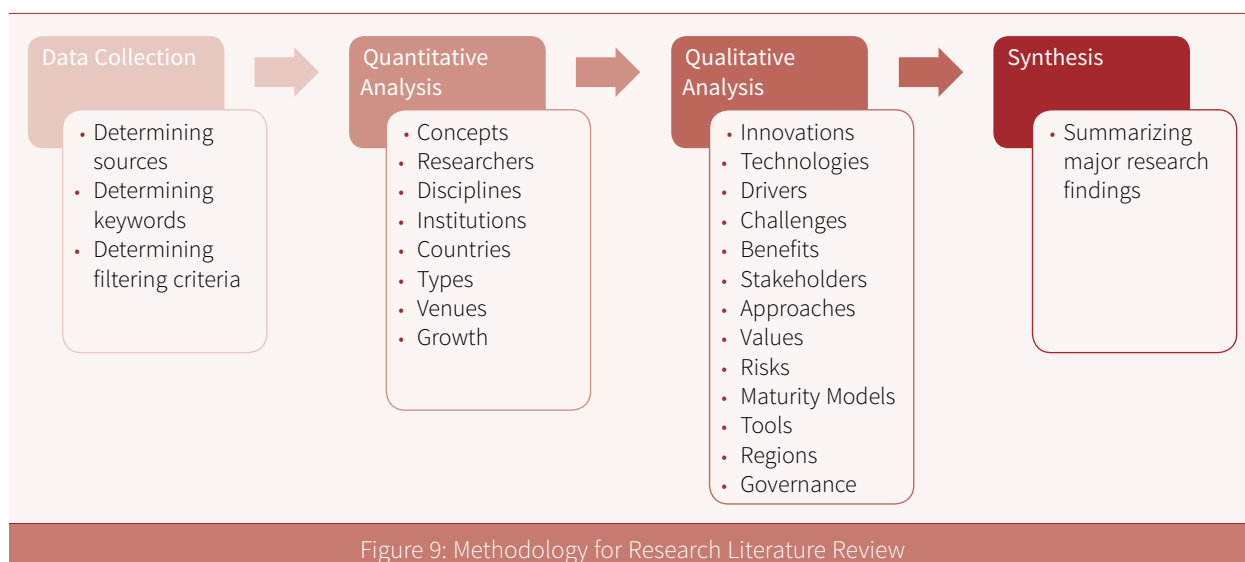 Data Collection
• Determining
sources
• Determining
keywords
• Determining
filtering criteria
Quantitative
Analysis
• Concepts
• Researchers
• Disciplines
• Institutions
• Countries
• Types
• Venues
• Growth
Qualitative
Analysis
• Innovations
• Technologies
• Drivers
• Challenges
• Benefits
• Stakeholders
• Approaches
• Values
• Risks
• Maturity Models
• Tools
• Regions
• Governance
Synthesis
• Summarizing
major research
findings
Figure 9: Methodology for Research Literature Review